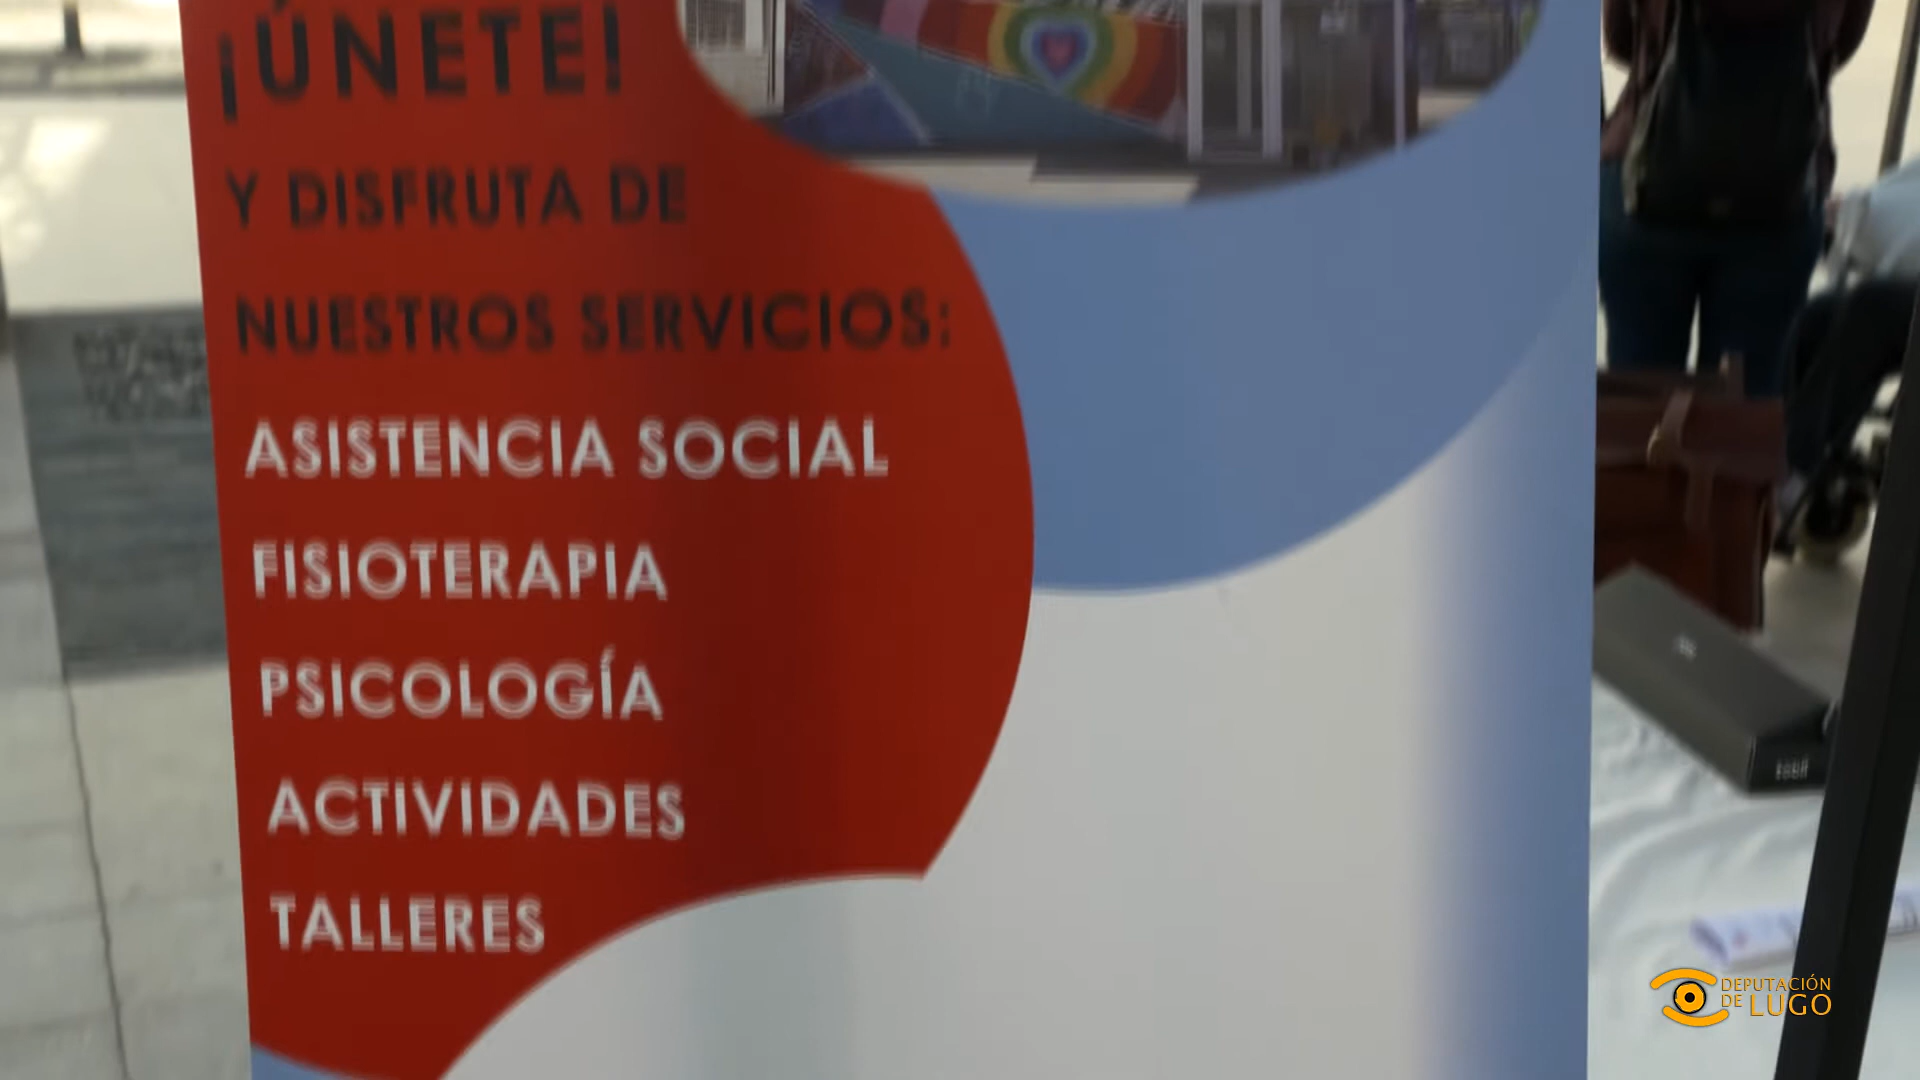 ¡ÚNETE!
Y DISFRUTA DE
NUESTROS SERVICIOS:
ASISTENCIA SOCIAL
FISIOTERAPIA
PSICOLOGÍA
ACTIVIDADES
TALLERES
DEPUTACIÓN
DE LUGO